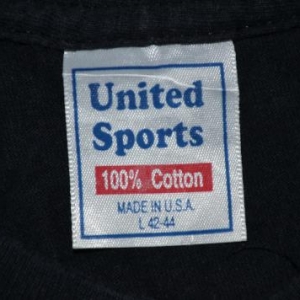 United
Sports
100% Cotton
MADE IN U.S.A.
L 42-44